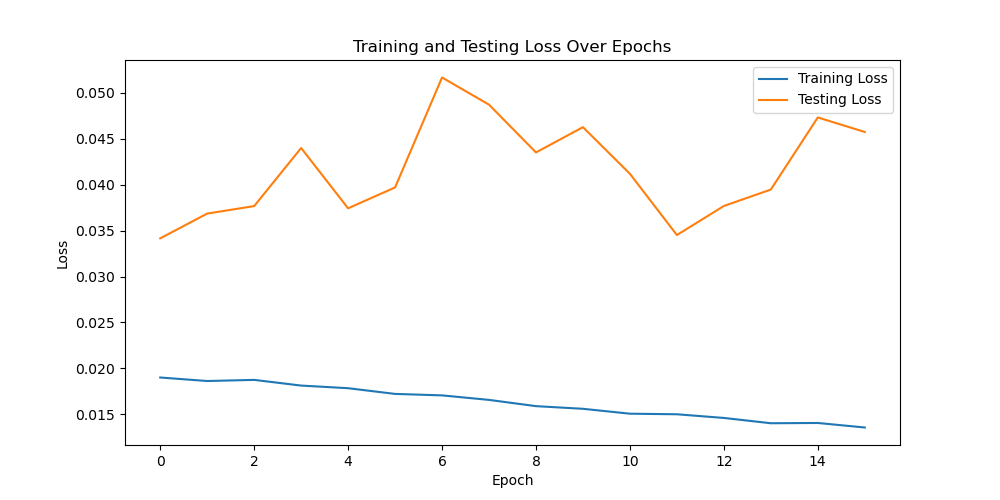 Training and Testing Loss Over Epochs
Training Loss
Testing Loss
0.050
0.045
0.040
0.035
0.030
0.025
0.020
0.015
Loss
0 2 4 6 8 10 12 14
Epoch